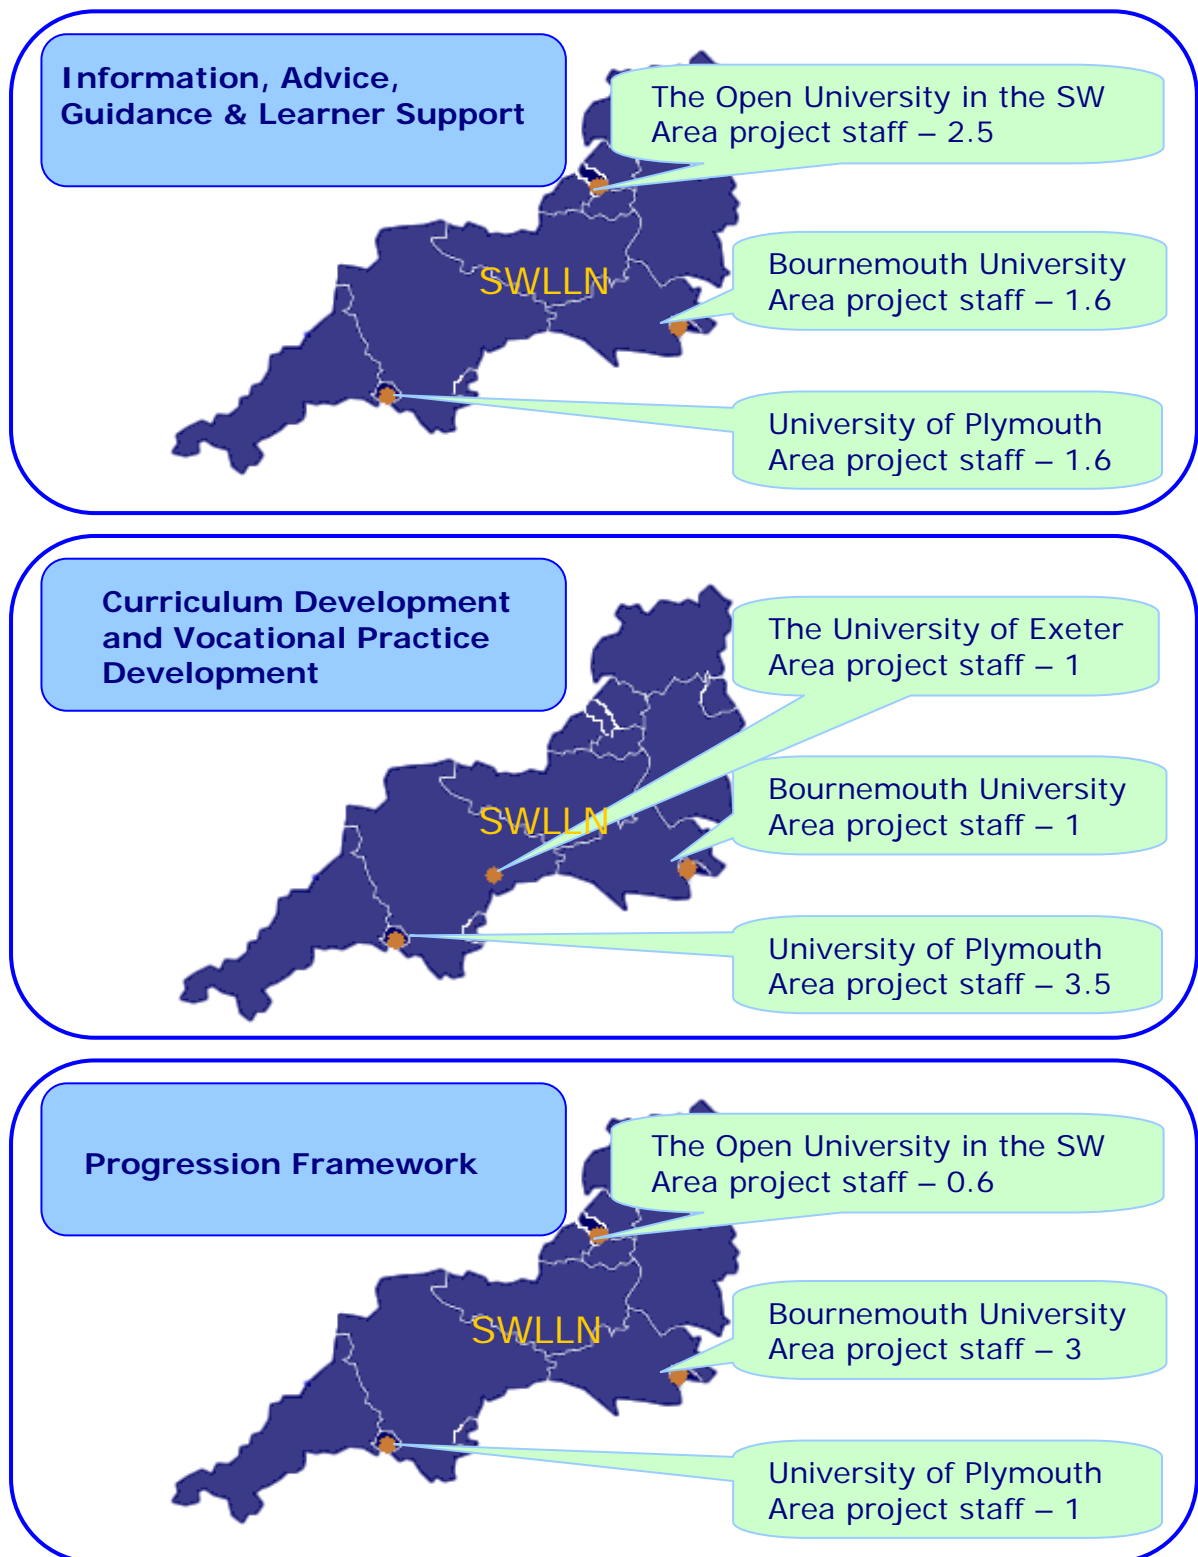 Information, Advice,
Guidance & Learner Support
The Open University in the SW
Area project staff – 2.5
SWLLN
Bournemouth University
Area project staff – 1.6
University of Plymouth
Area project staff – 1.6
Curriculum Development
and Vocational Practice
Development
The University of Exeter
Area project staff – 1
SWLLN
Bournemouth University
Area project staff – 1
University of Plymouth
Area project staff – 3.5
Progression Framework
The Open University in the SW
Area project staff – 0.6
SWLLN
Bournemouth University
Area project staff – 3
University of Plymouth
Area project staff – 1